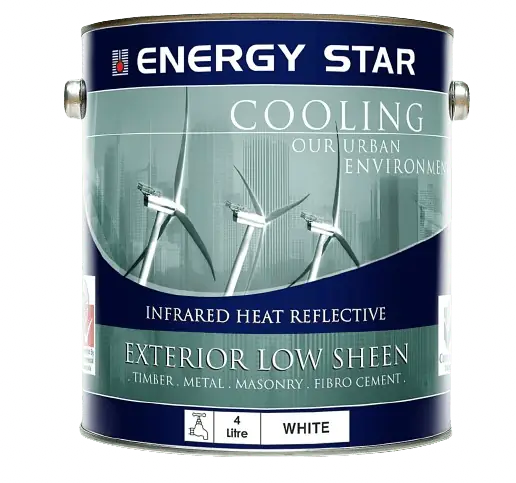 ENERGY STAR
COOLING
OUR URBAN
ENVIRONMEN
INFRARED HEAT REFLECTIVE
EXTERIOR LOW SHEEN
. TIMBER . METAL . MASONRY . FIBRO CEMENT .
4
Litre
WHITE